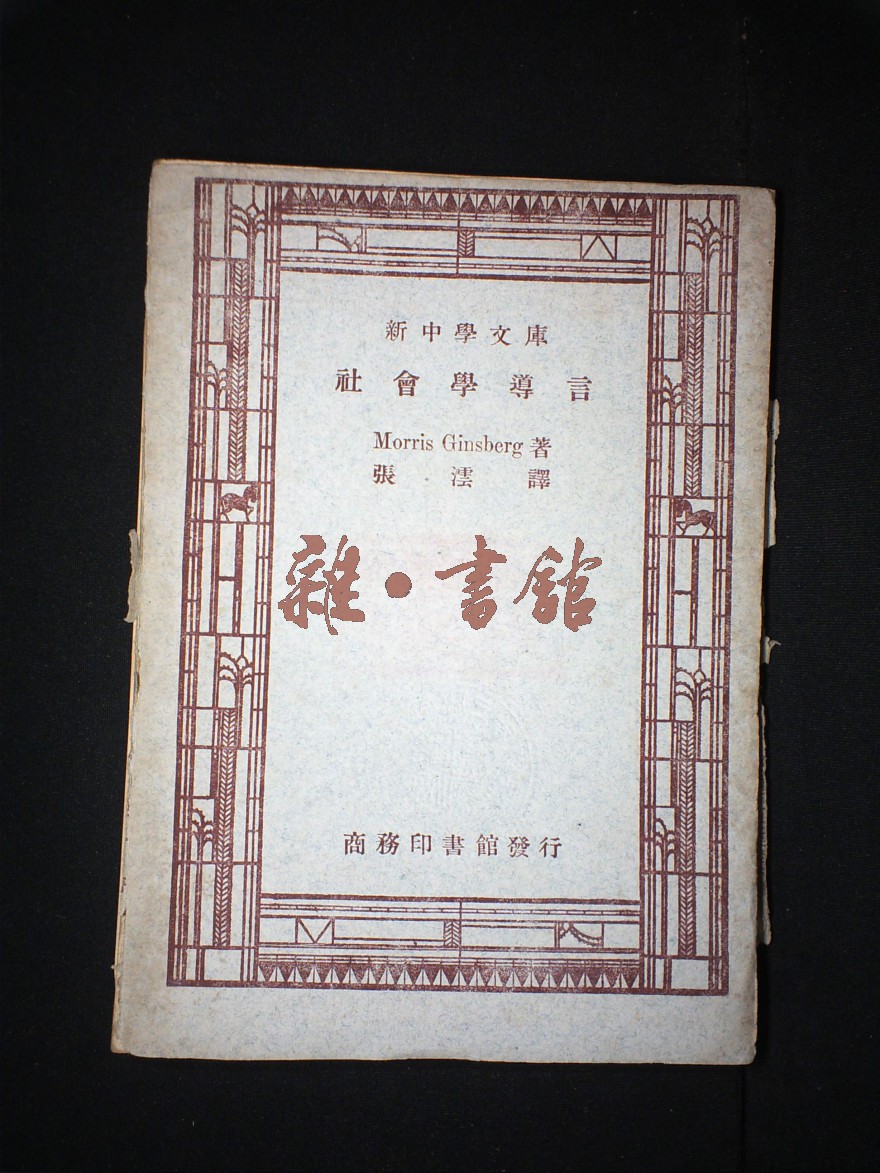 新中學文庫
社會學導言
Morris Ginsberg 著
張澐譯
雜·書館
商務印書館發行